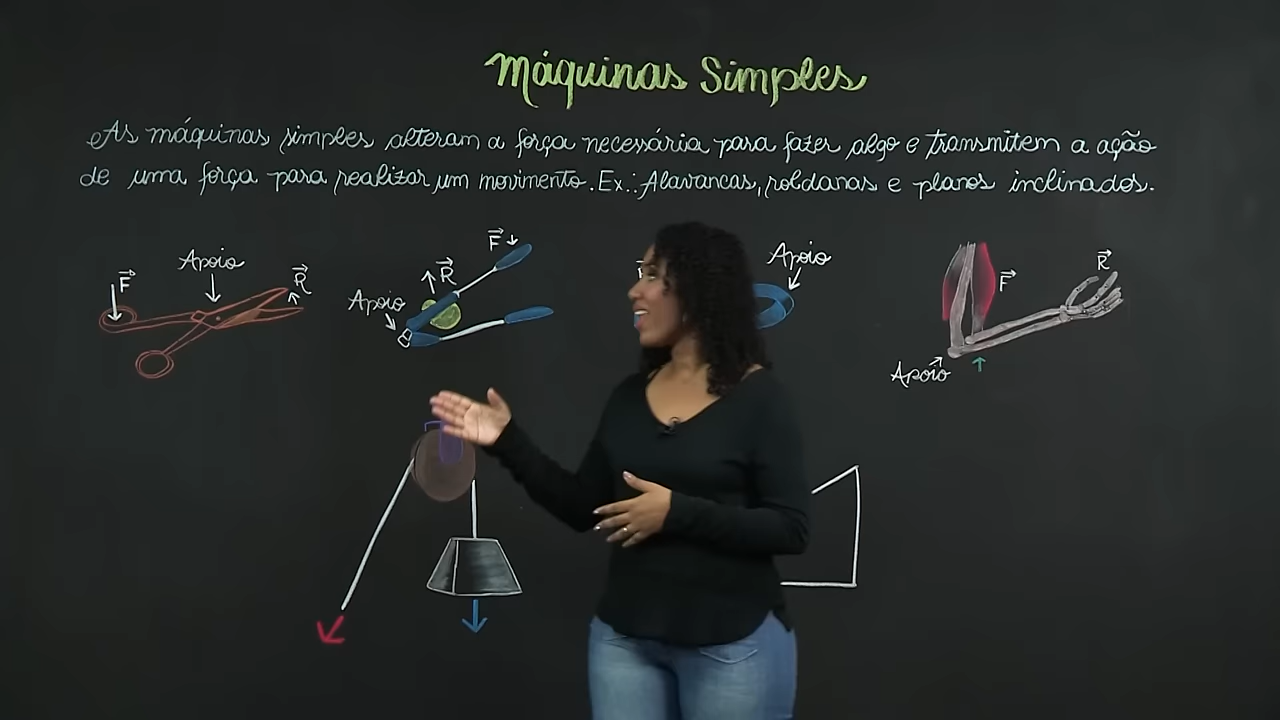 Máquinas Simples
As máquinas simples alteram a força necessária para fazer algo e transmitem a ação
de uma força para realizar um movimento. Ex.: Alavancas, roldanas e planos inclinados.
F Apoio R
Apoio R F
Apoio
F R
Apoio